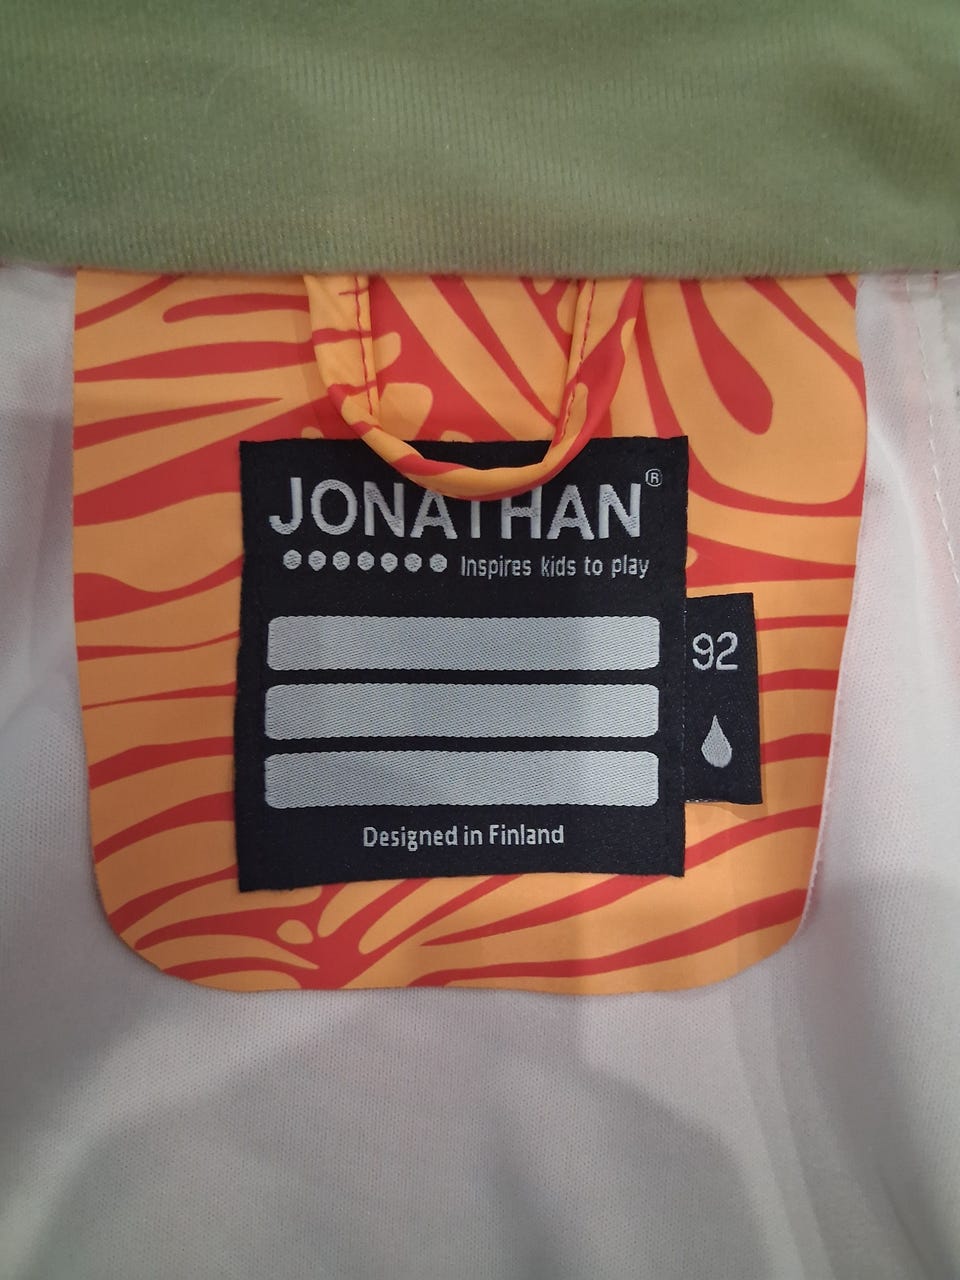 JONATHAN®
Inspires kids to play
92
Designed in Finland